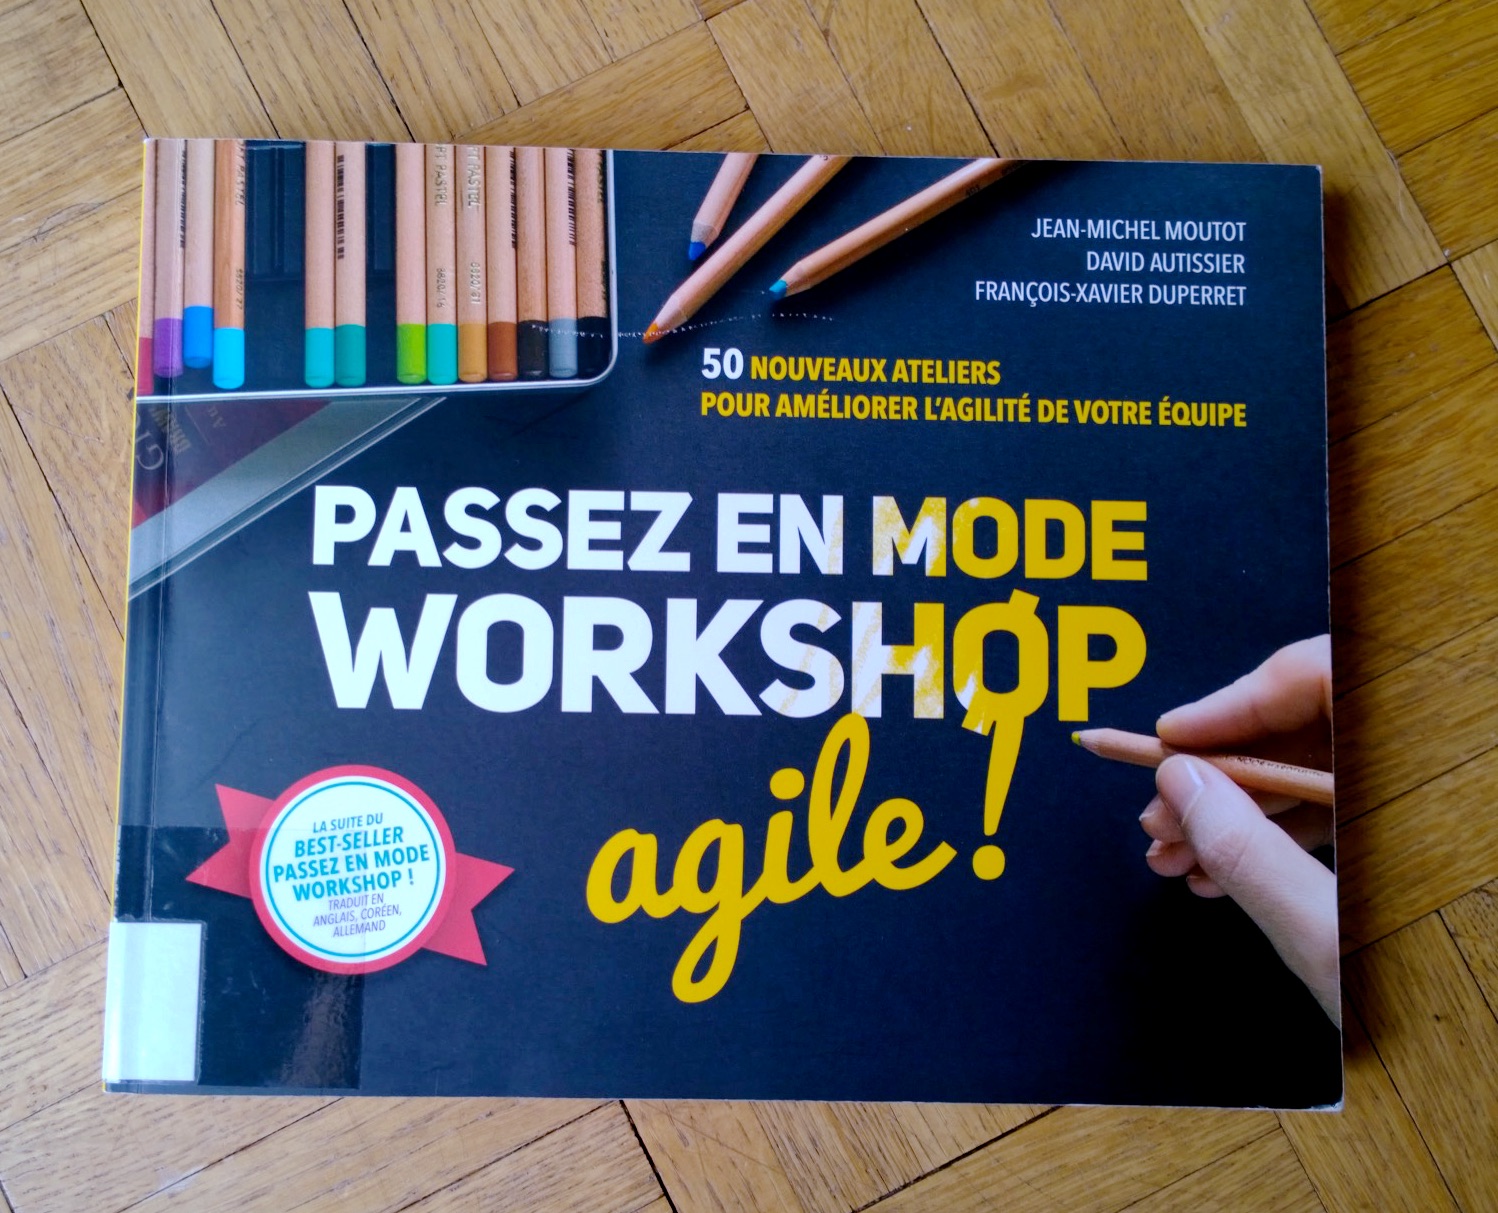 JEAN-MICHEL MOUTOT
DAVID AUTISSIER
FRANÇOIS-XAVIER DUPERRET
50 NOUVEAUX ATELIERS
POUR AMÉLIORER L'AGILITÉ DE VOTRE ÉQUIPE
PASSEZ EN MODE
WORKSHOP
agile !
LA SUITE DU
BEST-SELLER
PASSEZ EN MODE
WORKSHOP !
TRADUIT EN
ANGLAIS, CORÉEN,
ALLEMAND